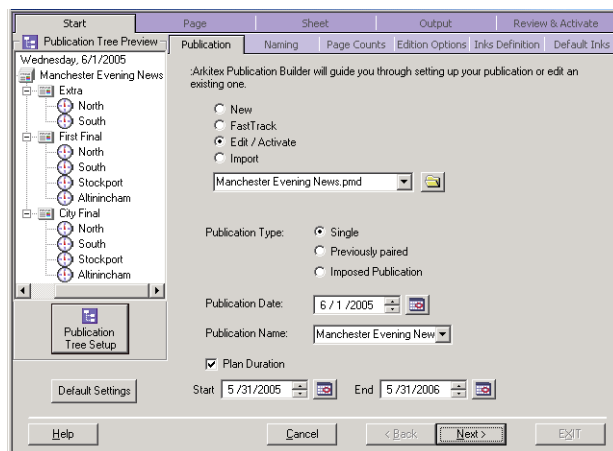 Start Page Sheet Output Review & Activate
Publication Tree Preview
Wednesday, 6/1/2005
Manchester Evening News
Extra
North
South
First Final
North
South
Stockport
Altinincham
City Final
North
South
Stockport
Altinincham
Publication
Tree Setup
Default Settings
Publication Naming Page Counts Edition Options Inks Definition Default Inks
:Arkitex Publication Builder will guide you through setting up your publication or edit an
existing one.
New
FastTrack
Edit / Activate
Import
Manchester Evening News.pmd
Publication Type: Single
Previously paired
Imposed Publication
Publication Date: 6 / 1 /2005
Publication Name: Manchester Evening New
Plan Duration
Start 5 /31/2005 End 5 /31/2006
Help Cancel < Back Next > EXIT